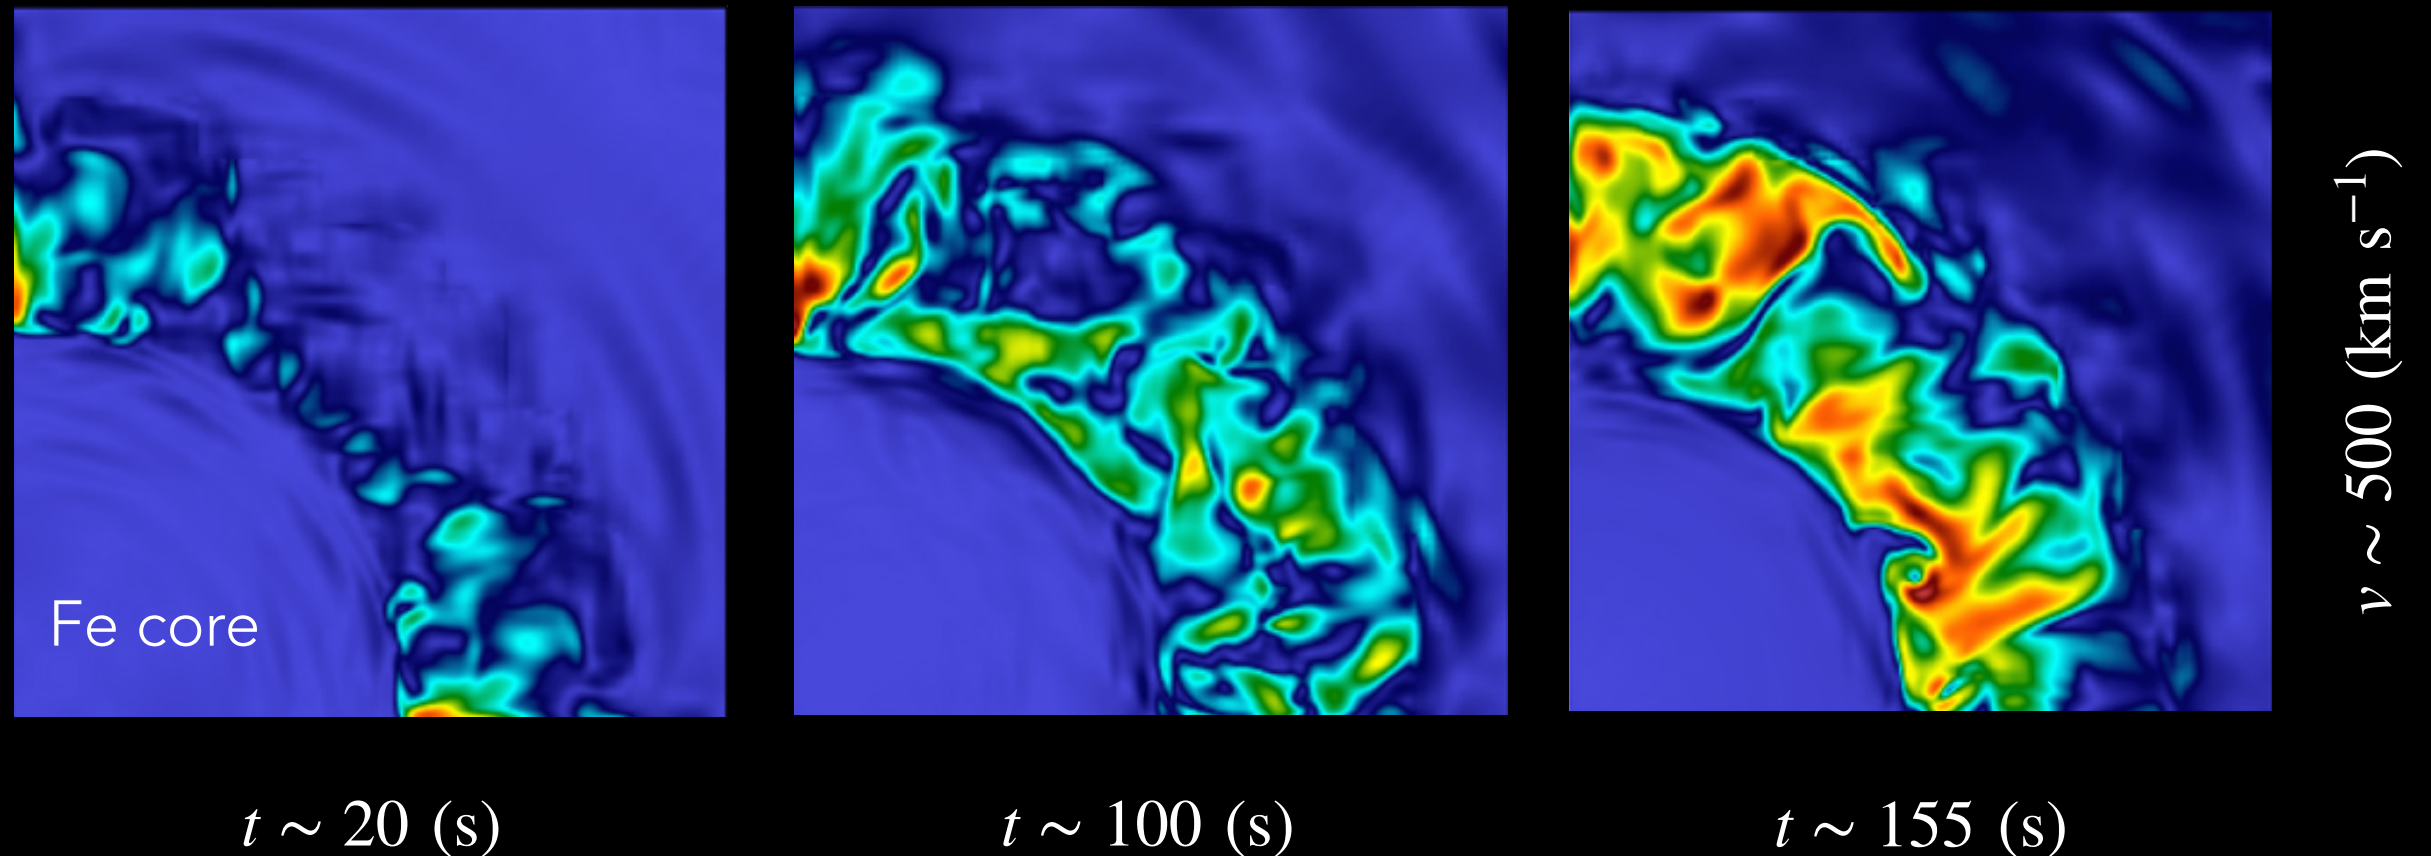 Fe core
t ~ 20 (s)
t ~ 100 (s)
t ~ 155 (s)
v ~ 500 (km s⁻¹)